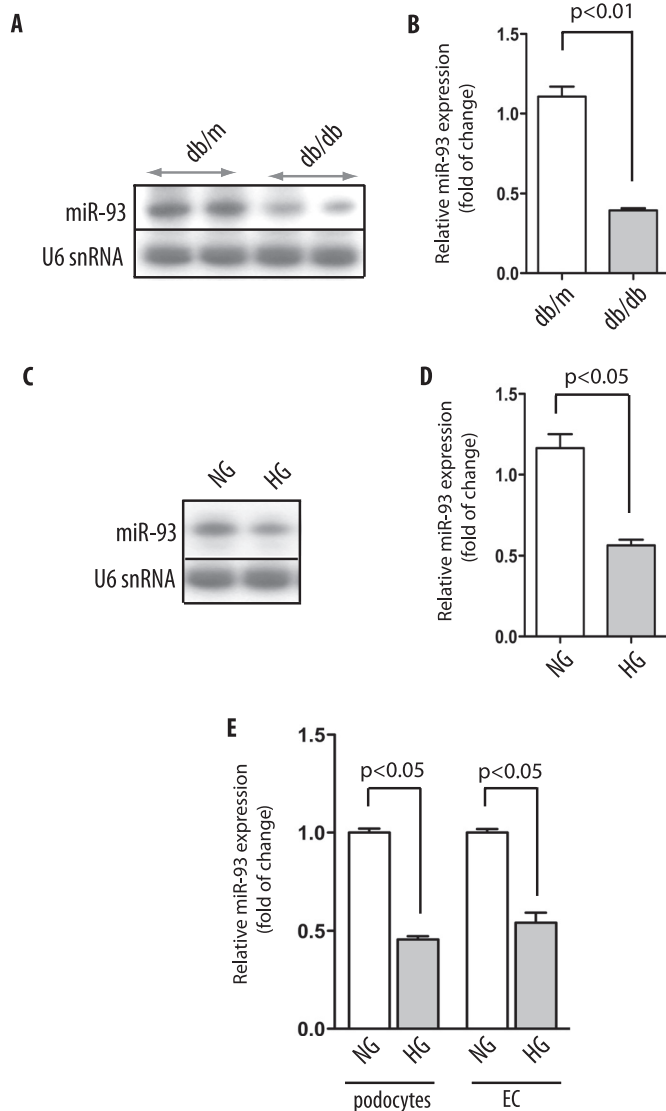 A
db/m
db/db
miR-93
U6 snRNA
B
p<0.01
Relative miR-93 expression
(fold of change)
1.5
1.0
0.5
0.0
db/m
db/db
C
NG
HG
miR-93
U6 snRNA
D
p<0.05
Relative miR-93 expression
(fold of change)
1.5
1.0
0.5
0.0
NG
HG
E
Relative miR-93 expression
(fold of change)
1.5
1.0
0.5
0.0
p<0.05
p<0.05
NG
HG
NG
HG
podocytes
EC